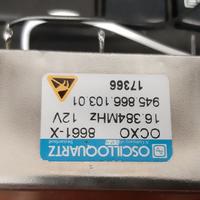 OSCILLOQUARTZ
OCXO 8661-X
16.384MHz 12V
945.866.103.01
17366